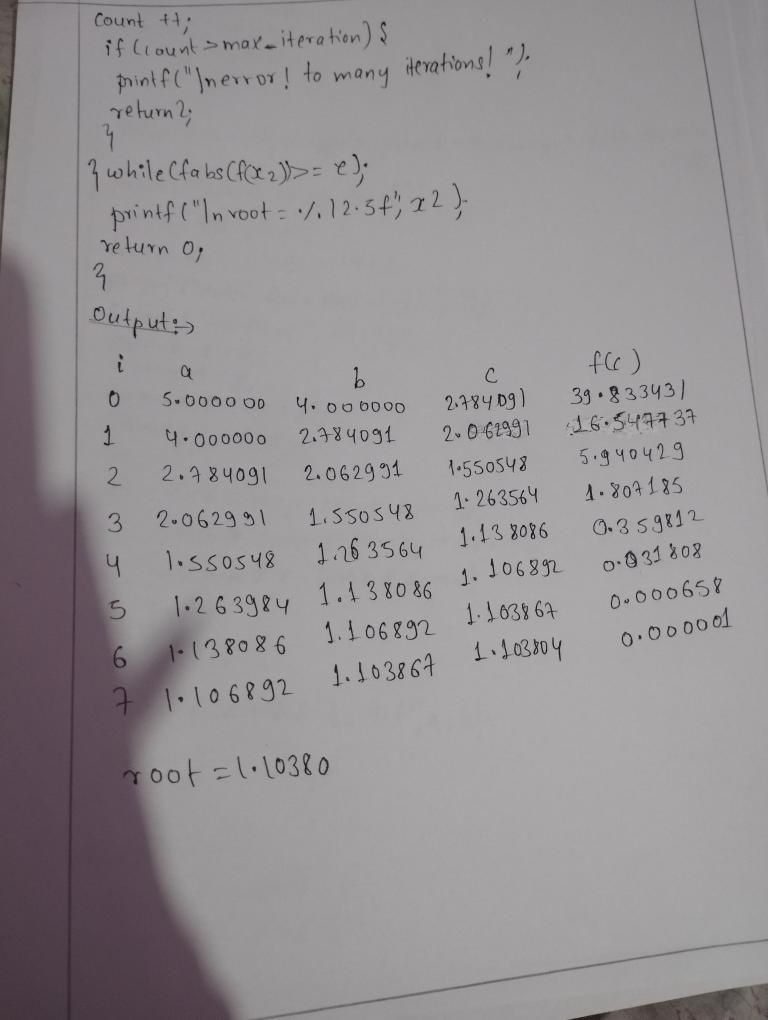 count ++;
if (count > max_iteration) {
printf("\nerror! to many iterations! ");
return 2;
}
} while (fabs(f(x2)) >= e);
printf("\nroot = %12.5f", x2);
return 0;
}
Output:→
i a b c f(c)
0 5.000000 4.000000 2.784091 39.833431
1 4.000000 2.784091 2.062991 16.547737
2 2.784091 2.062991 1.550548 5.940429
3 2.062991 1.550548 1.263564 1.807185
4 1.550548 1.263564 1.138086 0.359812
5 1.263984 1.138086 1.106892 0.031808
6 1.138086 1.106892 1.103867 0.000658
7 1.106892 1.103867 1.103804 0.000001
root = 1.10380